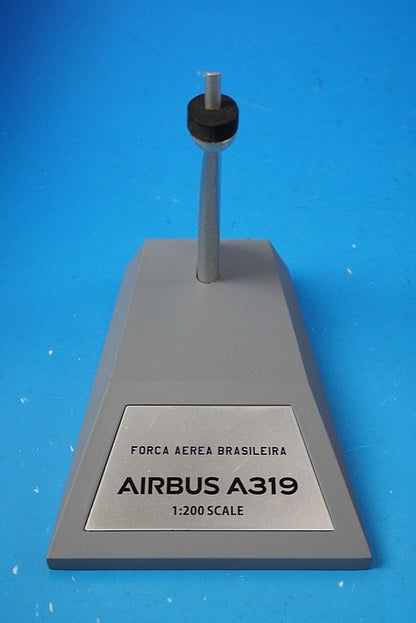 FORCA AEREA BRASILEIRA
AIRBUS A319
1:200 SCALE